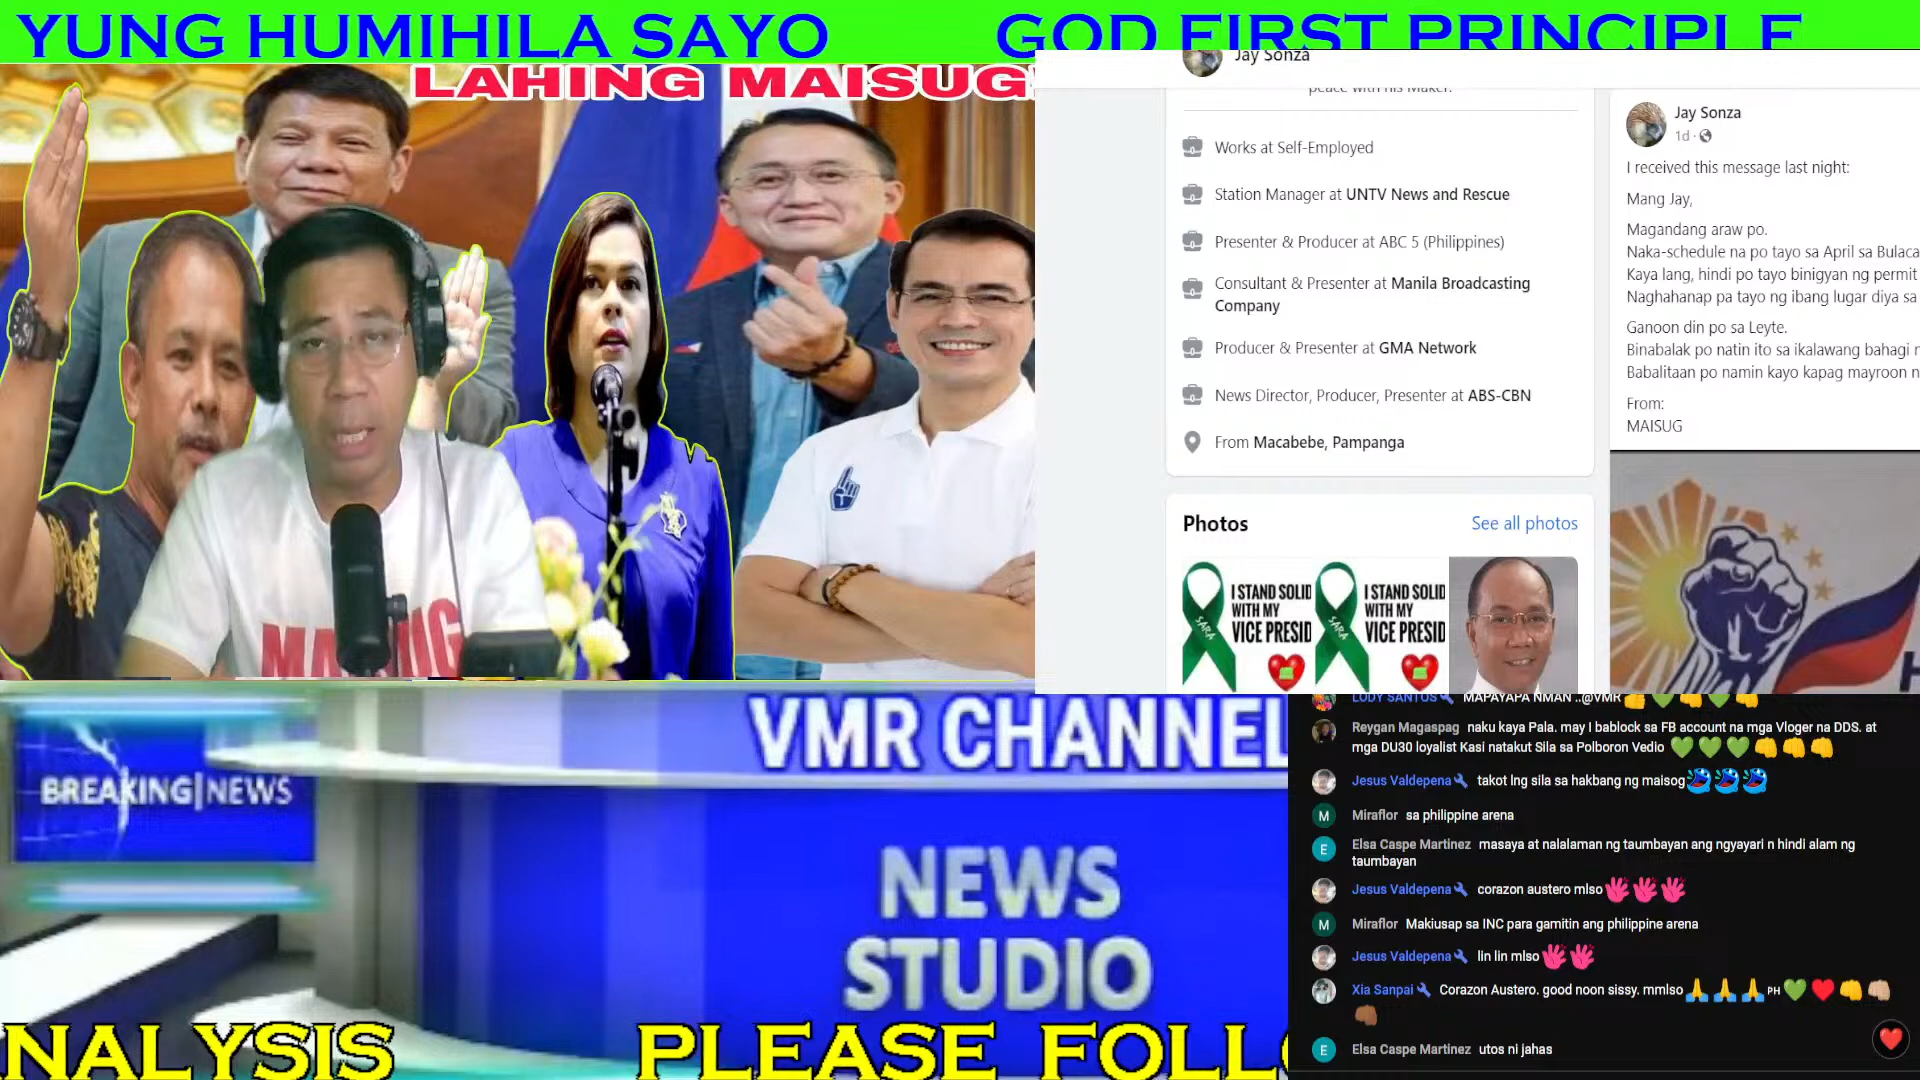 YUNG HUMIHILA SAYO GOD FIRST PRINCIPLE
LAHING MAISUG
Jay Sonza
peace with his Maker.
Works at Self-Employed
Station Manager at UNTV News and Rescue
Presenter & Producer at ABC 5 (Philippines)
Consultant & Presenter at Manila Broadcasting
Company
Producer & Presenter at GMA Network
News Director, Producer, Presenter at ABS-CBN
From Macabebe, Pampanga
Photos See all photos
SARA
I STAND SOLID
WITH MY
VICE PRESID
SARA
I STAND SOLID
WITH MY
VICE PRESID
Jay Sonza
1d
I received this message last night:
Mang Jay,
Magandang araw po.
Naka-schedule na po tayo sa April sa Bulaca
Kaya lang, hindi po tayo binigyan ng permit
Naghahanap pa tayo ng ibang lugar diya sa
Ganoon din po sa Leyte.
Binabalak po natin ito sa ikalawang bahagi
Babalitaan po namin kayo kapag mayroon
From:
MAISUG
VMR CHANNEL
BREAKING|NEWS
NEWS
STUDIO
NALYSIS PLEASE FOLL
LODY SANTOS MAPAYAPA NMAN ..@VMR
Reygan Magaspag naku kaya Pala. may I bablock sa FB account na mga Vloger na DDS. at
mga DU30 loyalist Kasi natakut Sila sa Polboron Vedio
Jesus Valdepena takot lng sila sa hakbang ng maisog
M Miraflor sa philippine arena
E Elsa Caspe Martinez masaya at nalalaman ng taumbayan ang ngyayari n hindi alam ng
taumbayan
Jesus Valdepena corazon austero mlso
M Miraflor Makiusap sa INC para gamitin ang philippine arena
Jesus Valdepena lin lin mlso
Xia Sanpai Corazon Austero. good noon sissy. mmlso PH
E Elsa Caspe Martinez utos ni jahas